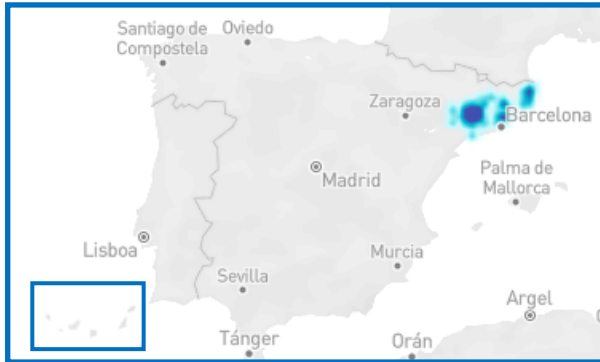 Santiago de
Compostela
Oviedo
Zaragoza
Barcelona
Madrid
Palma de
Mallorca
Lisboa
Murcia
Sevilla
Argel
Tánger
Orán